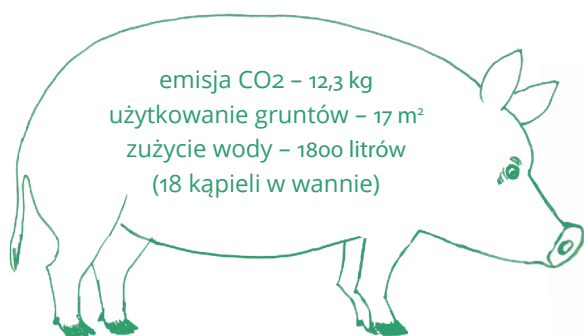 emisja CO2 – 12,3 kg
użytkowanie gruntów – 17 m²
zużycie wody – 1800 litrów
(18 kąpieli w wannie)